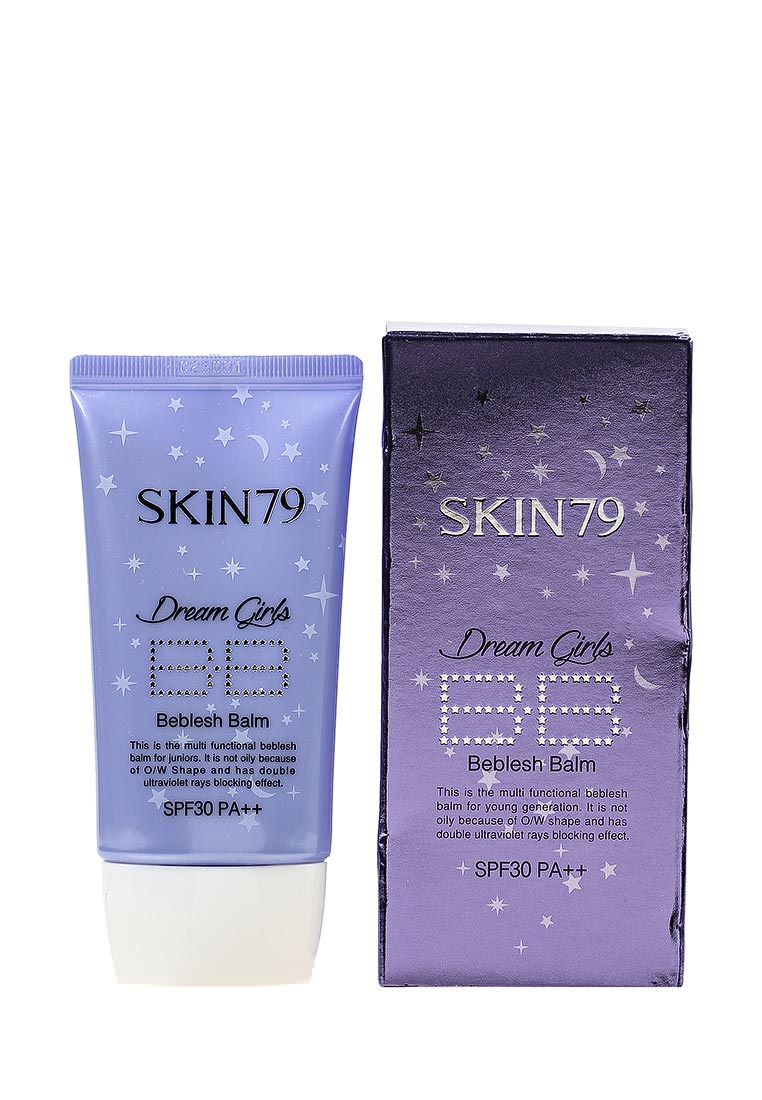 SKIN79
Dream Girls
BB
Beblesh Balm
This is the multi functional beblesh
balm for juniors. It is not oily because
of O/W Shape and has double
ultraviolet rays blocking effect.
SPF30 PA++
SKIN79
Dream Girls
BB
Beblesh Balm
This is the multi functional beblesh
balm for young generation. It is not
oily because of O/W shape and has
double ultraviolet rays blocking effect.
SPF30 PA++